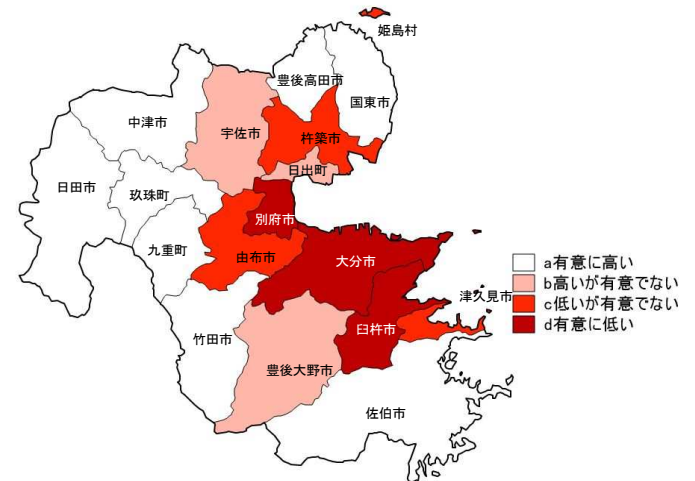 姫島村
豊後高田市
国東市
中津市
宇佐市
杵築市
日出町
日田市
玖珠町
別府市
九重町
由布市
大分市
a有意に高い
b高いが有意でない
津久見市
c低いが有意でない
d有意に低い
臼杵市
竹田市
豊後大野市
佐伯市